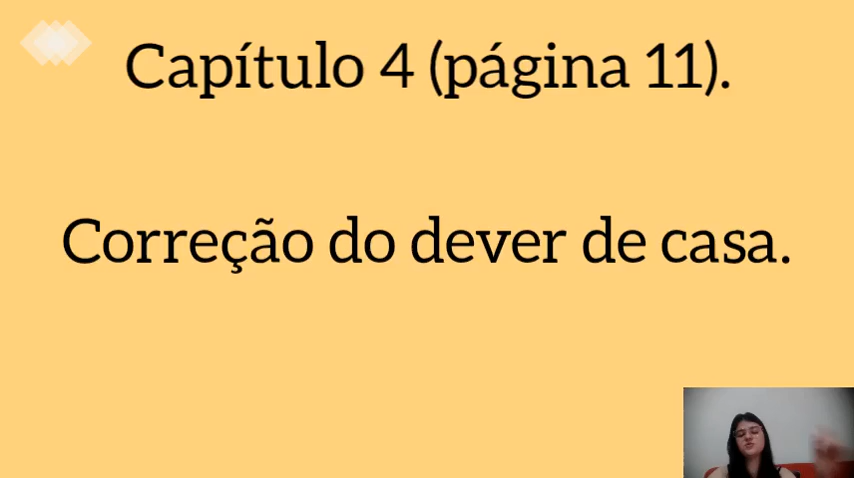 Capítulo 4 (página 11).
Correção do dever de casa.